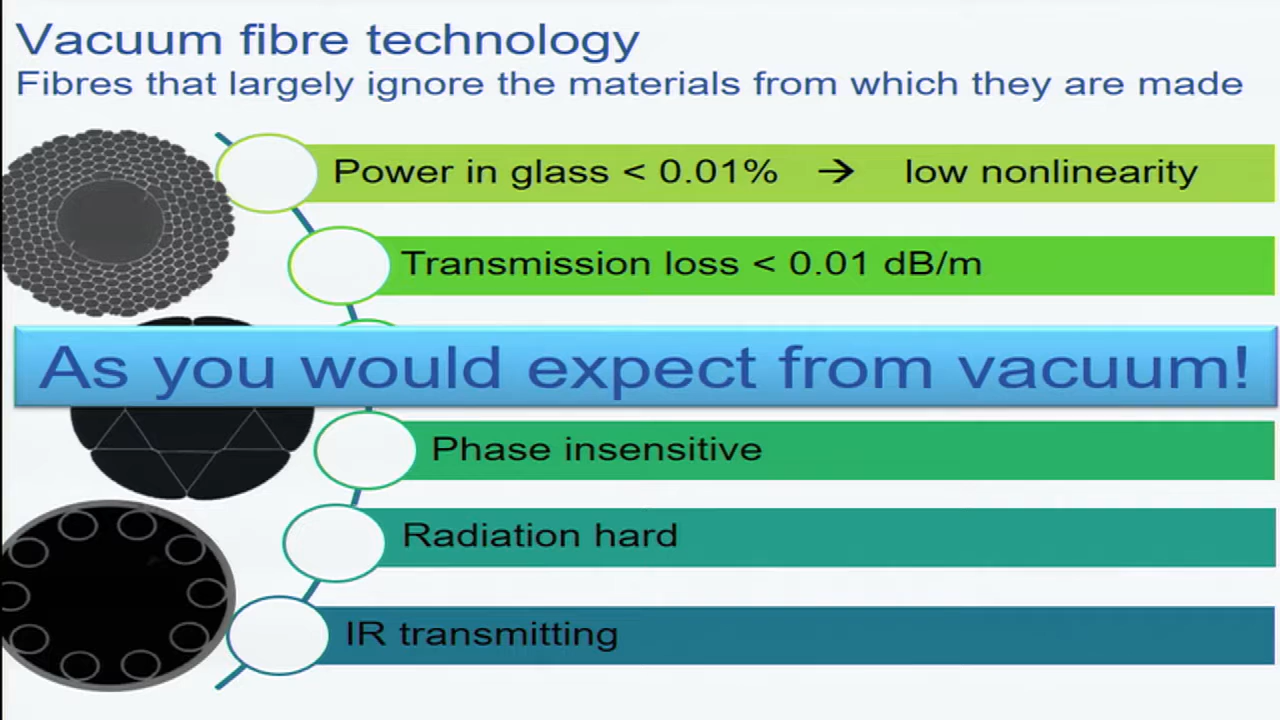 Vacuum fibre technology
Fibres that largely ignore the materials from which they are made
Power in glass < 0.01% → low nonlinearity
Transmission loss < 0.01 dB/m
As you would expect from vacuum!
Phase insensitive
Radiation hard
IR transmitting